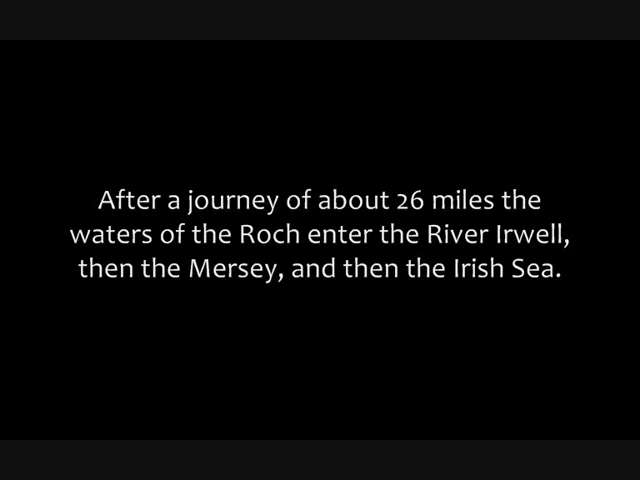 After a journey of about 26 miles the
waters of the Roch enter the River Irwell,
then the Mersey, and then the Irish Sea.